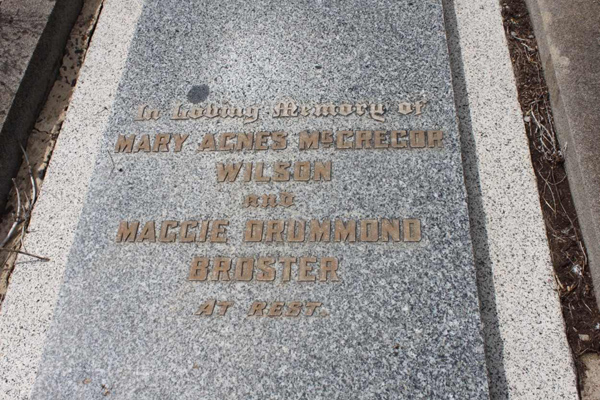 In Loving Memory of
MARY AGNES McGREGOR
WILSON
and
MAGGIE DRUMMOND
BROSTER
AT REST.